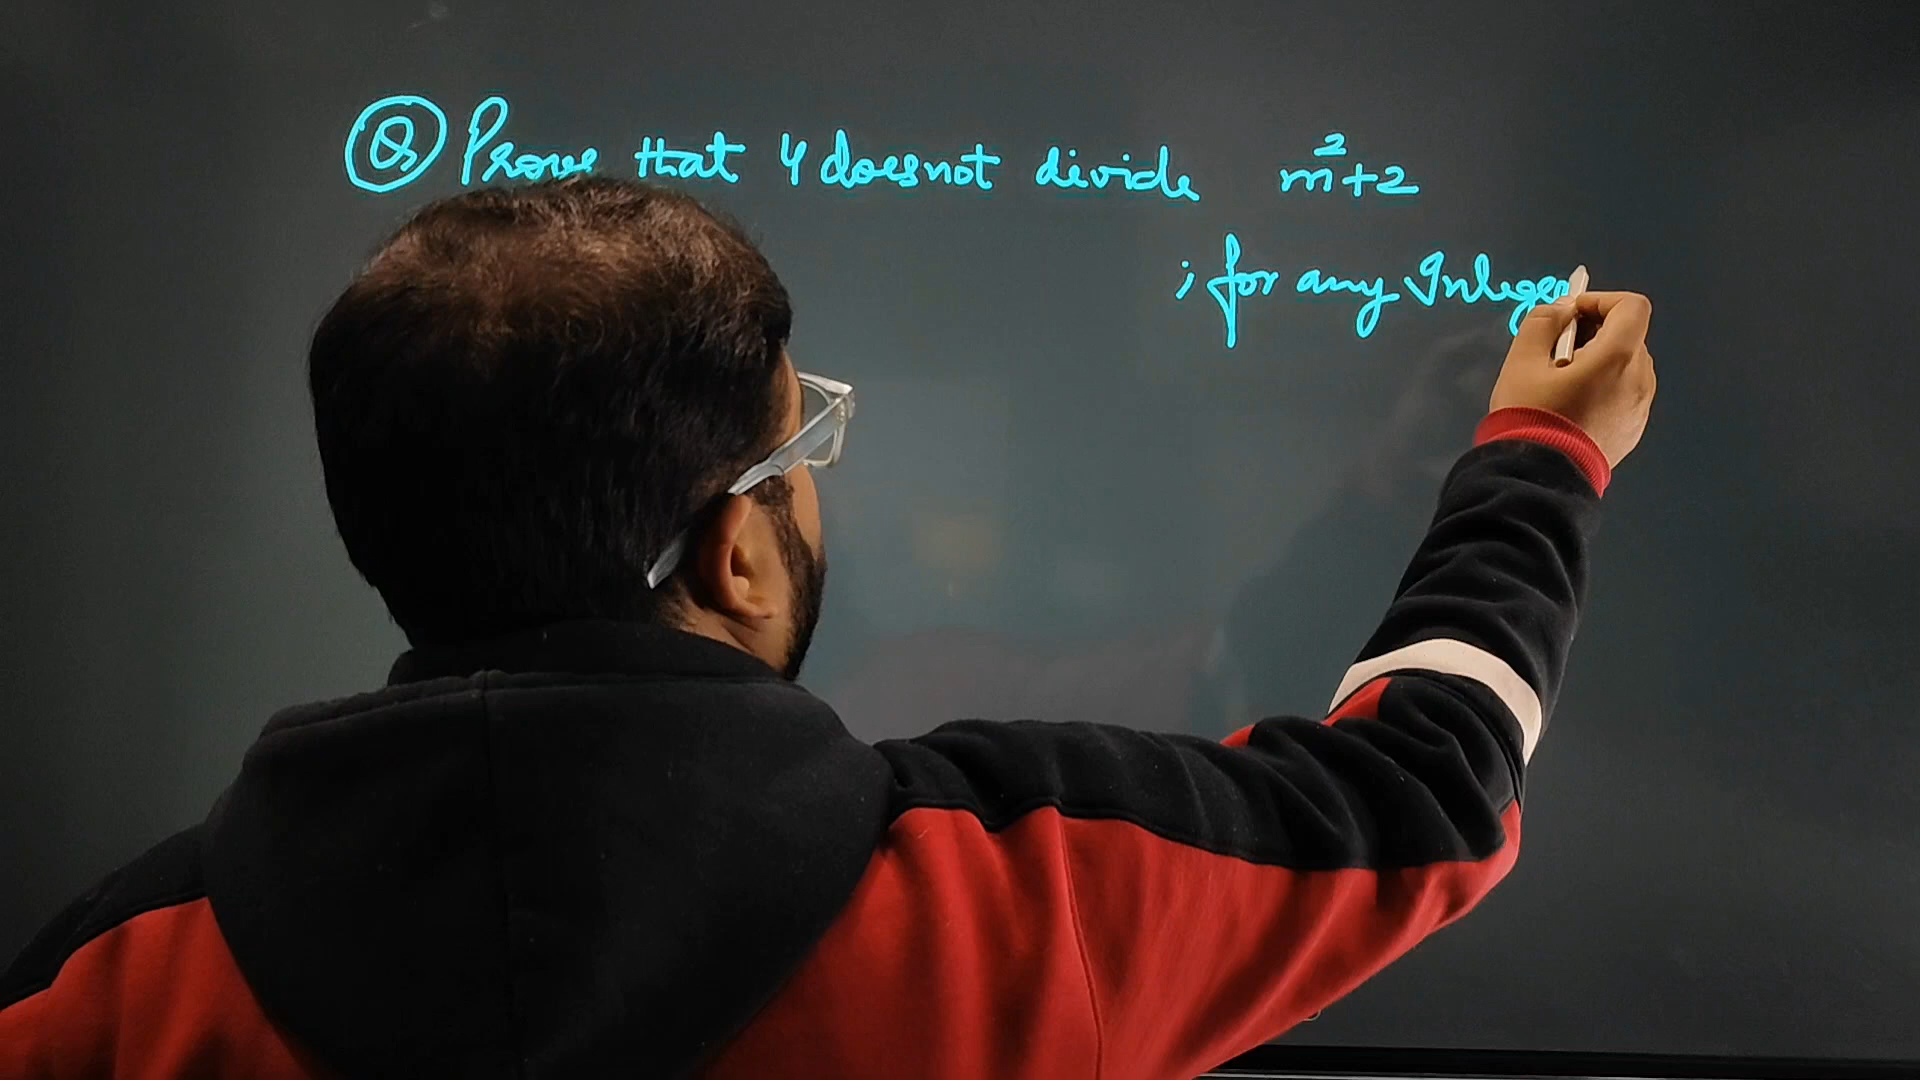 Q Prove that 4 doesnot divide m²+2
; for any Integer